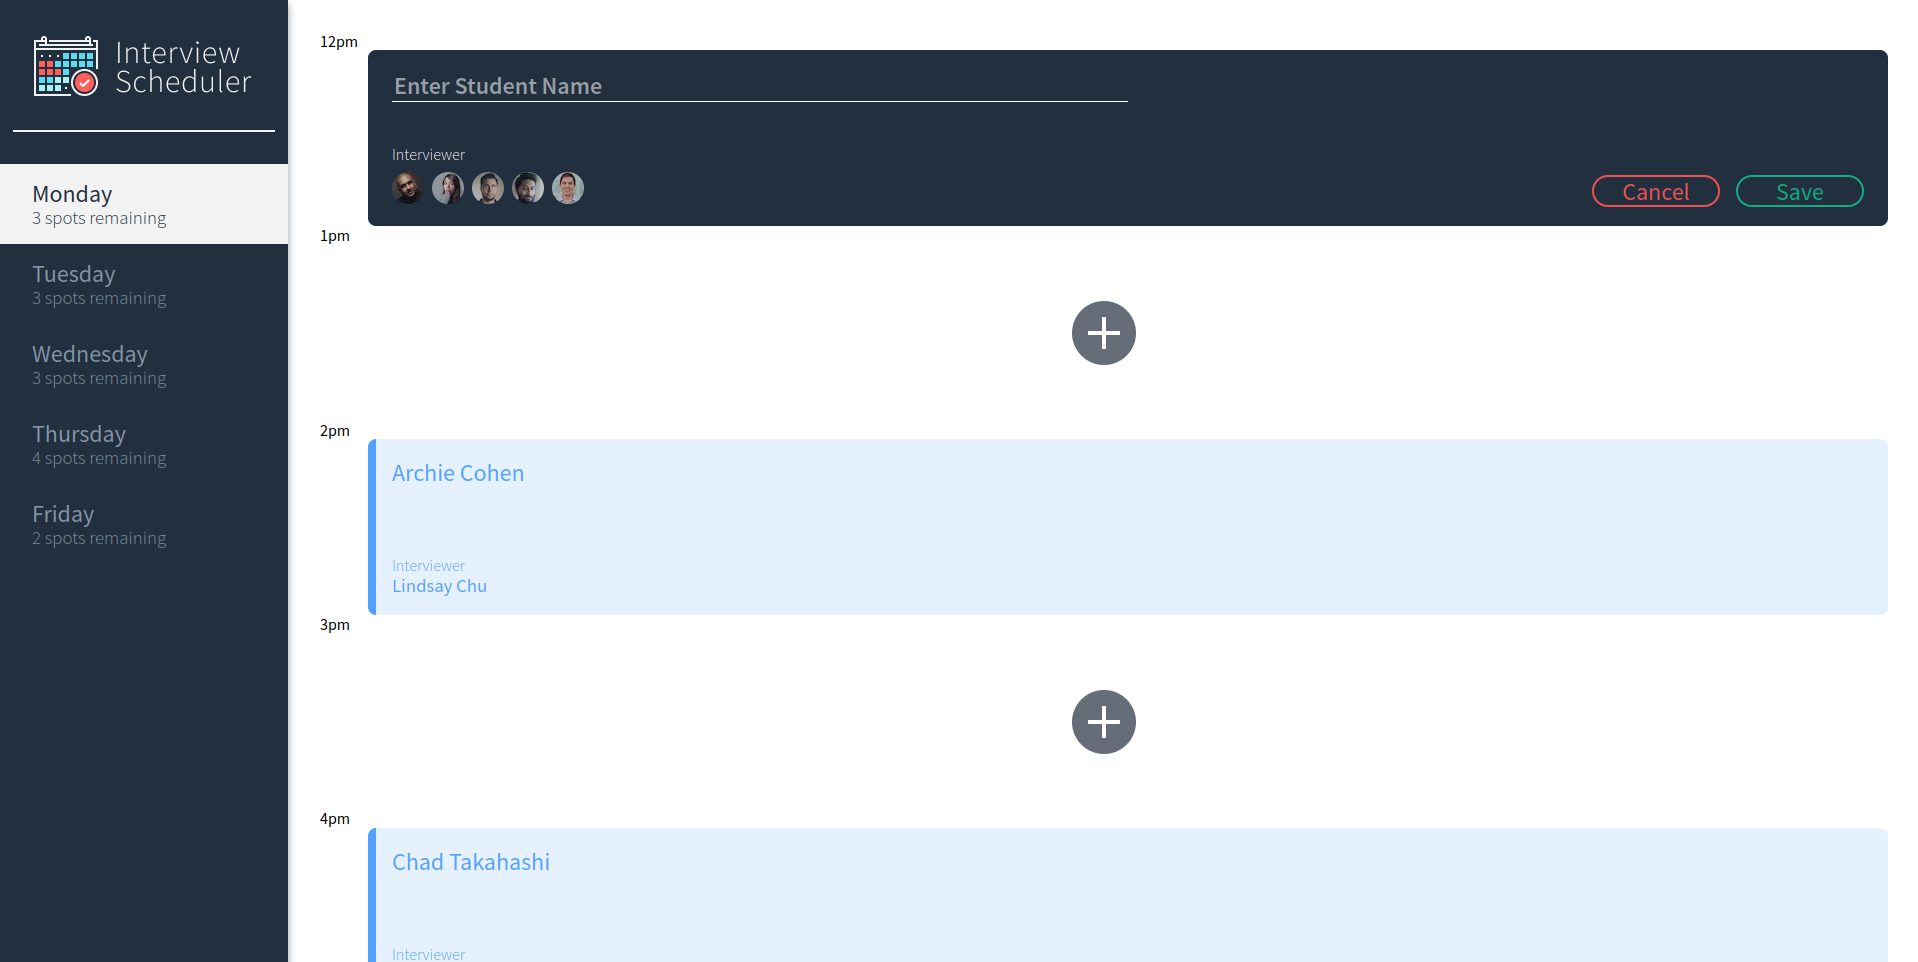 Interview
Scheduler
Monday
3 spots remaining
Tuesday
3 spots remaining
Wednesday
3 spots remaining
Thursday
4 spots remaining
Friday
2 spots remaining
12pm
Enter Student Name
Interviewer
Cancel
Save
1pm
2pm
Archie Cohen
Interviewer
Lindsay Chu
3pm
4pm
Chad Takahashi
Interviewer